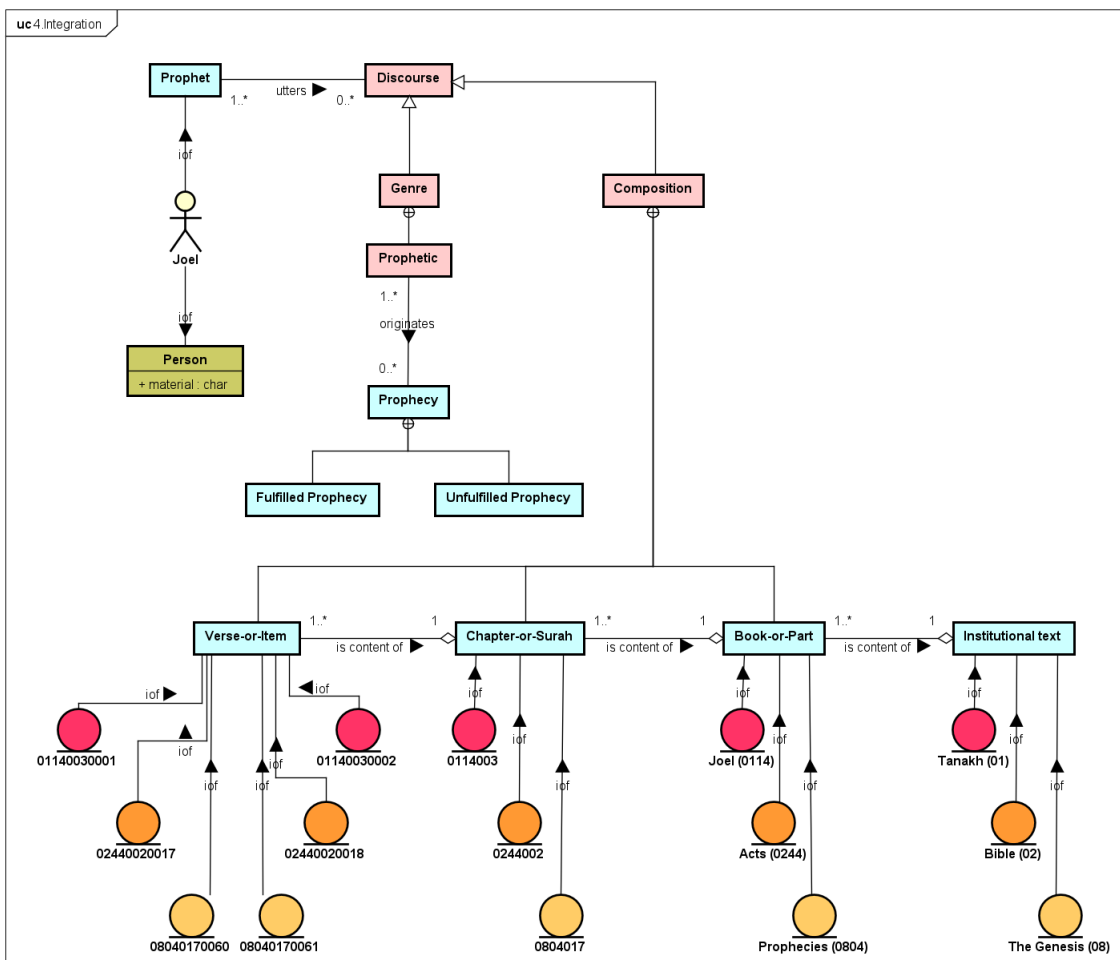 uc 4.Integration
Prophet
Discourse
utters
1..*
0..*
iof
Genre
Composition
Joel
Prophetic
1..*
iof
originates
Person
+ material : char
0..*
Prophecy
Fulfilled Prophecy
Unfulfilled Prophecy
Verse-or-Item
1..*
1
is content of
Chapter-or-Surah
1..*
1
is content of
Book-or-Part
1..*
1
is content of
Institutional text
iof
iof
iof
iof
iof
01140030001
01140030002
0114003
Joel (0114)
Tanakh (01)
iof
iof
iof
iof
iof
02440020017
02440020018
0244002
Acts (0244)
Bible (02)
iof
iof
iof
iof
iof
08040170060
08040170061
0804017
Prophecies (0804)
The Genesis (08)